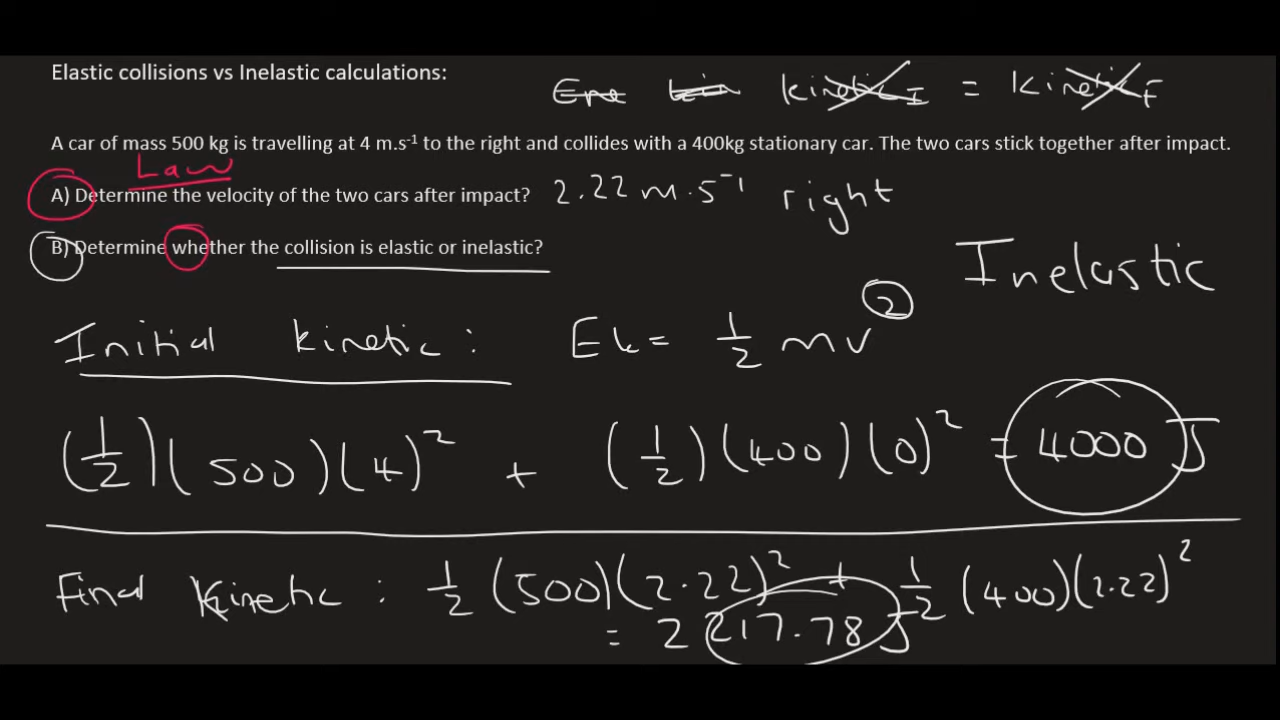 Elastic collisions vs Inelastic calculations:
kinetic I = kinetic F
A car of mass 500 kg is travelling at 4 m.s⁻¹ to the right and collides with a 400kg stationary car. The two cars stick together after impact.
Law
A) Determine the velocity of the two cars after impact? 2.22 m.s⁻¹ right
B) Determine whether the collision is elastic or inelastic?
Inelastic
Initial kinetic: Ek = ½ mv²
(½)(500)(4)² + (½)(400)(0)² = 4000 J
Final Kinetic: ½ (500)(2.22)² + ½ (400)(2.22)²
= 2217.78 J